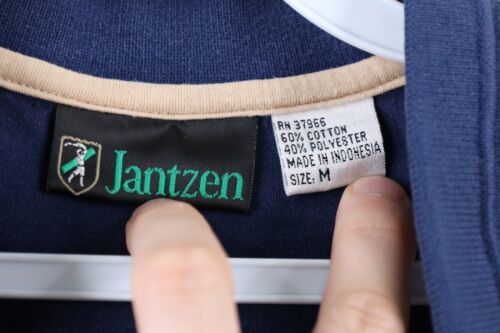 Jantzen
RN 37966
60% COTTON
40% POLYESTER
MADE IN INDONESIA
SIZE: M